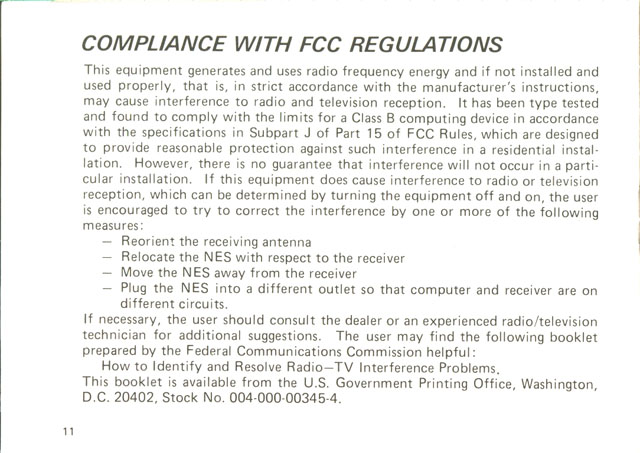 COMPLIANCE WITH FCC REGULATIONS
This equipment generates and uses radio frequency energy and if not installed and
used properly, that is, in strict accordance with the manufacturer's instructions,
may cause interference to radio and television reception. It has been type tested
and found to comply with the limits for a Class B computing device in accordance
with the specifications in Subpart J of Part 15 of FCC Rules, which are designed
to provide reasonable protection against such interference in a residential instal-
lation. However, there is no guarantee that interference will not occur in a parti-
cular installation. If this equipment does cause interference to radio or television
reception, which can be determined by turning the equipment off and on, the user
is encouraged to try to correct the interference by one or more of the following
measures:
— Reorient the receiving antenna
— Relocate the NES with respect to the receiver
— Move the NES away from the receiver
— Plug the NES into a different outlet so that computer and receiver are on
different circuits.
If necessary, the user should consult the dealer or an experienced radio/television
technician for additional suggestions. The user may find the following booklet
prepared by the Federal Communications Commission helpful:
How to Identify and Resolve Radio—TV Interference Problems.
This booklet is available from the U.S. Government Printing Office, Washington,
D.C. 20402, Stock No. 004-000-00345-4.
11